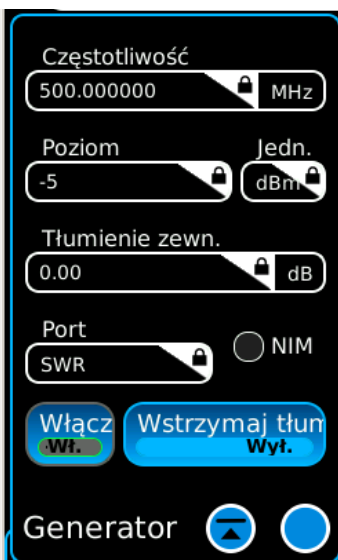 Częstotliwość
500.000000 MHz
Poziom Jedn.
-5 dBm
Tłumienie zewn.
0.00 dB
Port
SWR NIM
Włącz Wstrzymaj tłum
Wł. Wył.
Generator